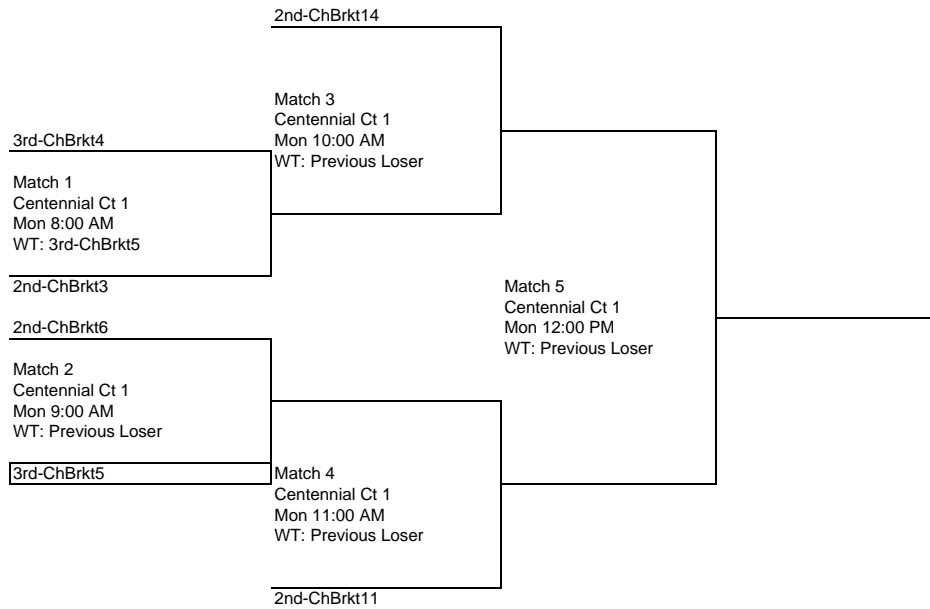 2nd-ChBrkt14
Match 3
Centennial Ct 1
Mon 10:00 AM
WT: Previous Loser
3rd-ChBrkt4
Match 1
Centennial Ct 1
Mon 8:00 AM
WT: 3rd-ChBrkt5
2nd-ChBrkt3
Match 5
Centennial Ct 1
Mon 12:00 PM
WT: Previous Loser
2nd-ChBrkt6
Match 2
Centennial Ct 1
Mon 9:00 AM
WT: Previous Loser
3rd-ChBrkt5
Match 4
Centennial Ct 1
Mon 11:00 AM
WT: Previous Loser
2nd-ChBrkt11